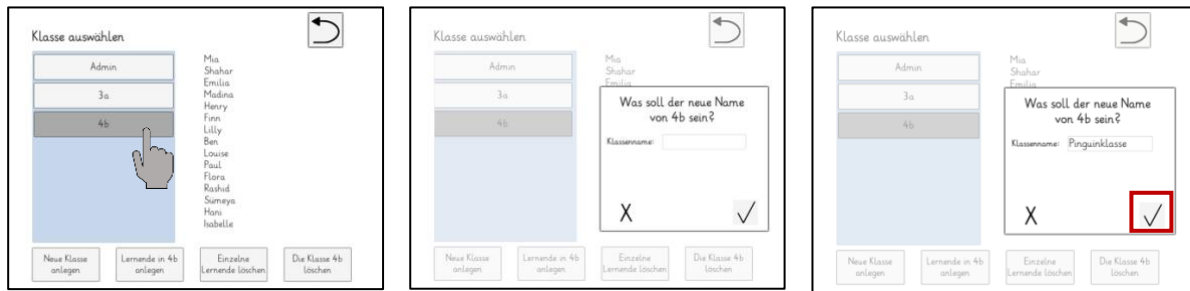 Klasse auswählen
Admin
3a
4b
Mia
Shahar
Emilia
Madina
Henry
Finn
Lilly
Ben
Louise
Paul
Flora
Rashid
Sümeya
Hani
Isabelle
Neue Klasse
anlegen
Lernende in 4b
anlegen
Einzelne
Lernende löschen
Die Klasse 4b
löschen
Klasse auswählen
Admin
3a
4b
Mia
Shahar
Emilia
Was soll der neue Name
von 4b sein?
Klassenname:
X
Neue Klasse
anlegen
Lernende in 4b
anlegen
Einzelne
Lernende löschen
Die Klasse 4b
löschen
Klasse auswählen
Admin
3a
4b
Mia
Shahar
Emilia
Was soll der neue Name
von 4b sein?
Klassenname: Pinguinklasse
X
Neue Klasse
anlegen
Lernende in 4b
anlegen
Einzelne
Lernende löschen
Die Klasse 4b
löschen